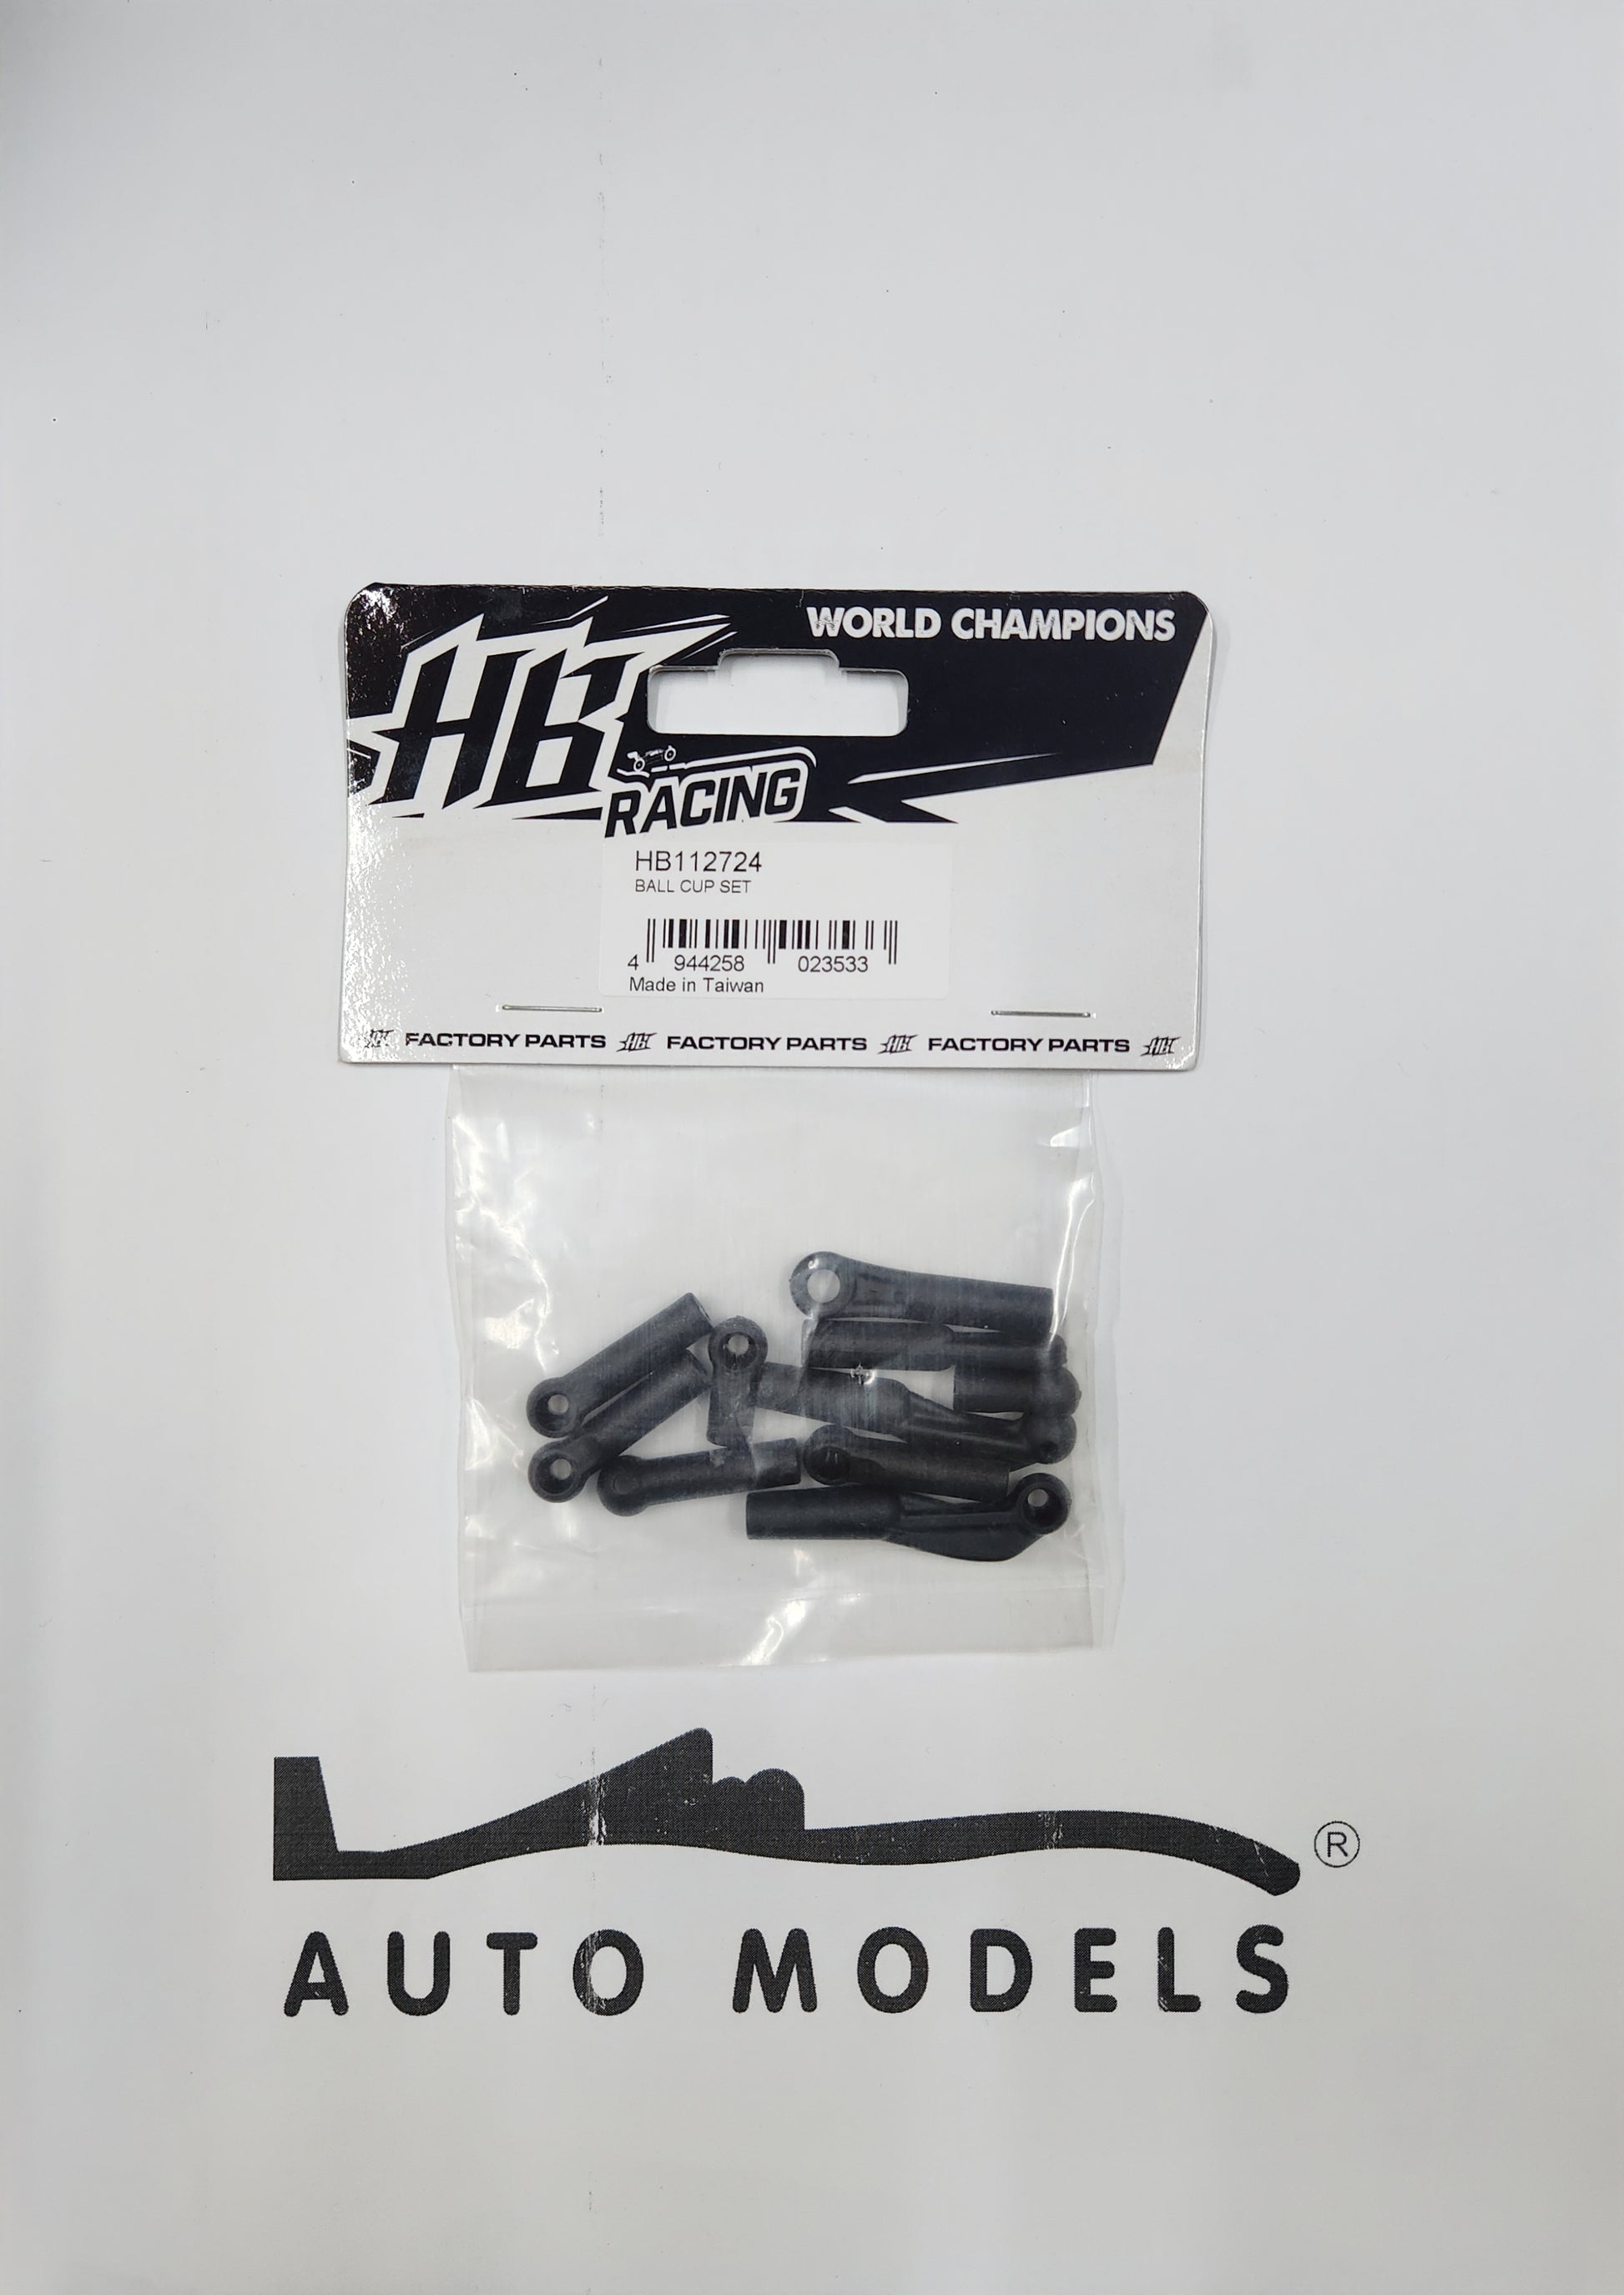 WORLD CHAMPIONS
HB
RACING
HB112724
BALL CUP SET
4 944258 023533
Made in Taiwan
FACTORY PARTS FACTORY PARTS FACTORY PARTS
®
AUTO MODELS